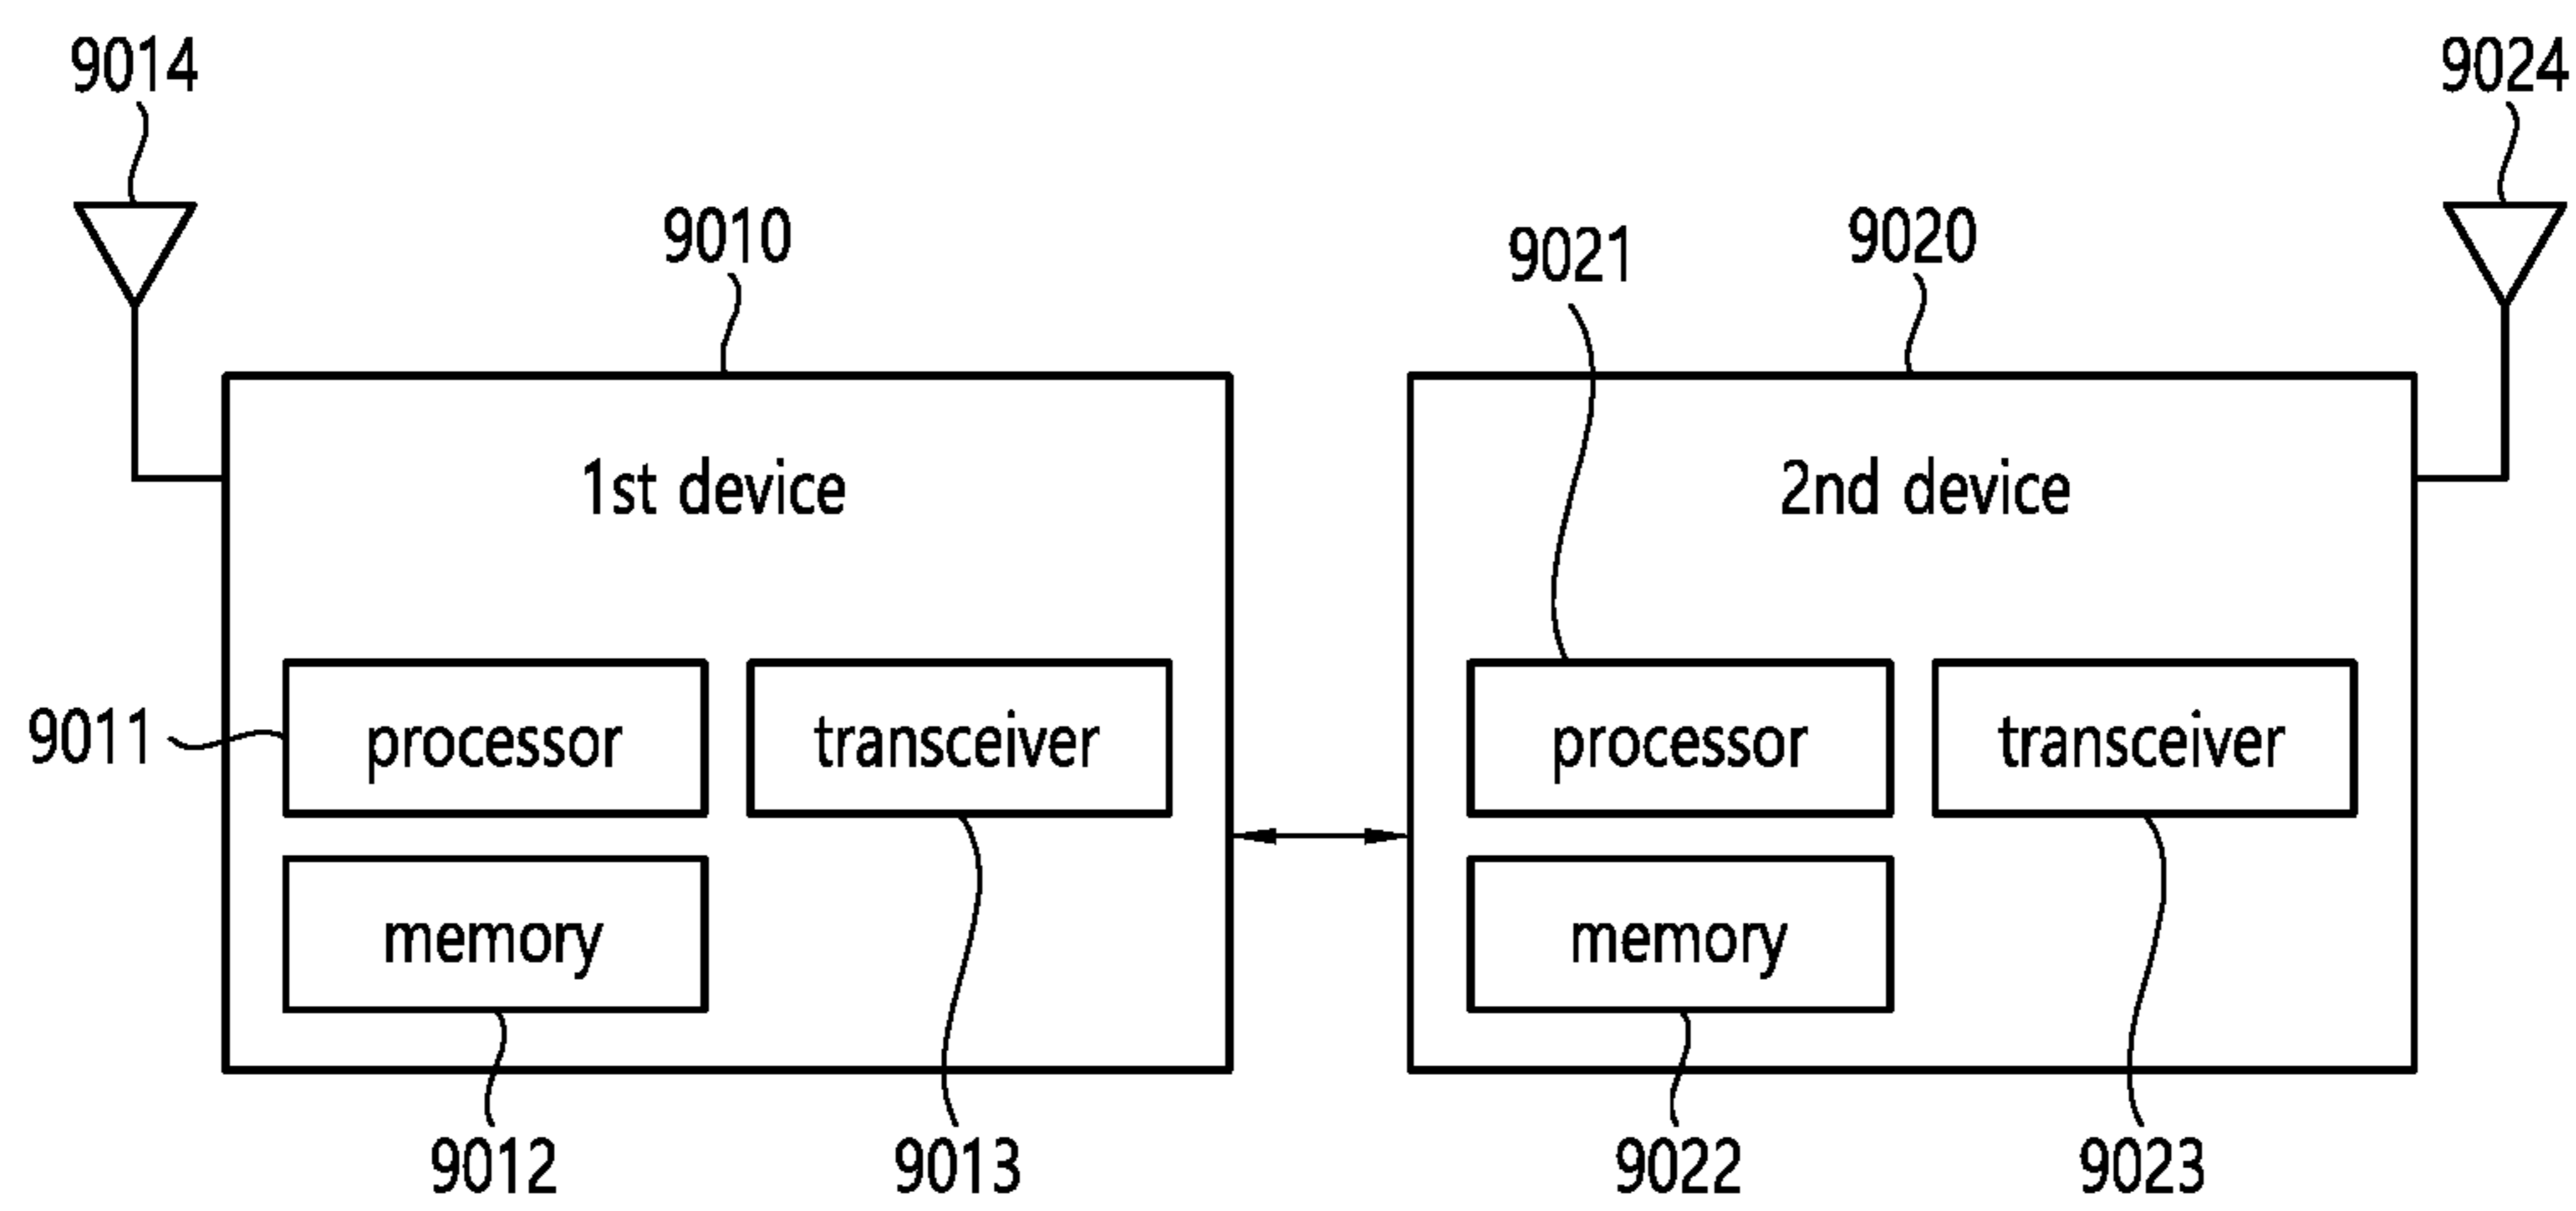 9014
9024
9010
9020
9021
1st device
2nd device
9011
processor
transceiver
processor
transceiver
memory
memory
9012
9013
9022
9023